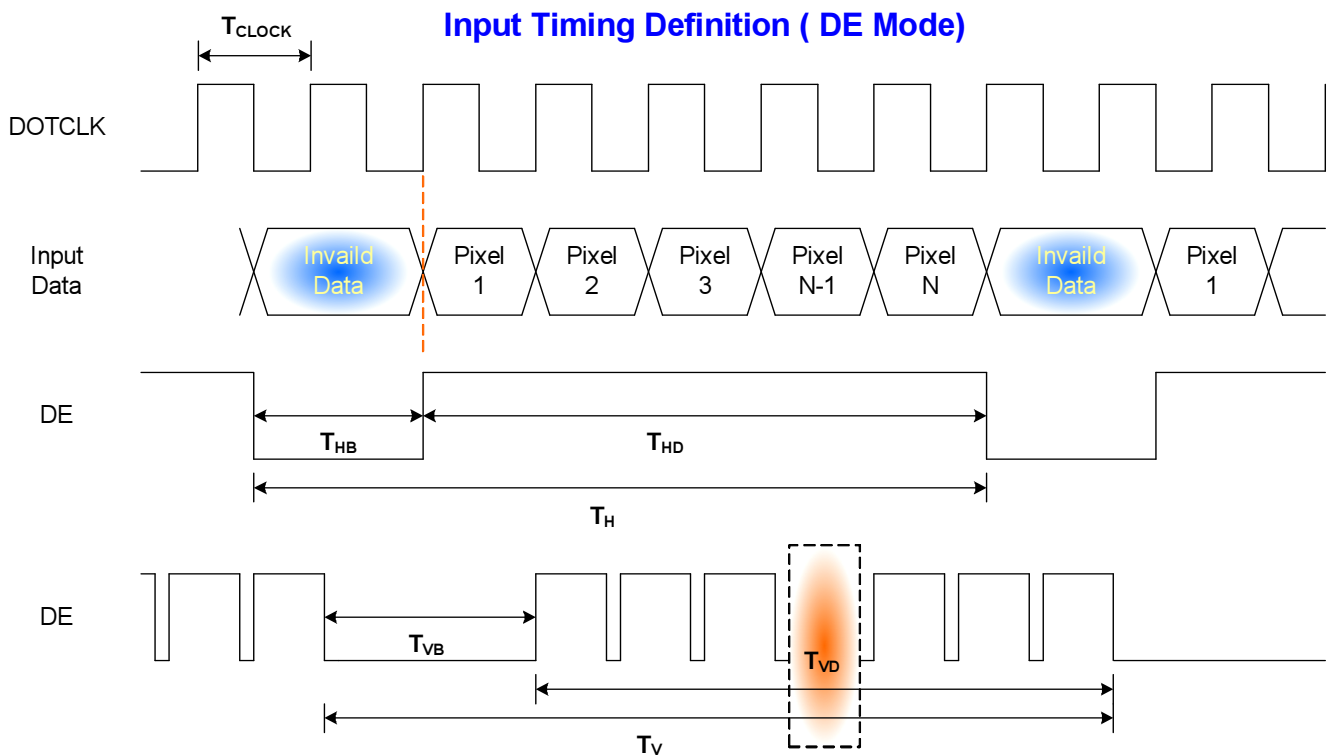 Input Timing Definition ( DE Mode)
TCLOCK
DOTCLK
Input
Data
Invaild
Data
Pixel
1
Pixel
2
Pixel
3
Pixel
N-1
Pixel
N
Invaild
Data
Pixel
1
DE
THB
THD
TH
DE
TVB
TVD
TV